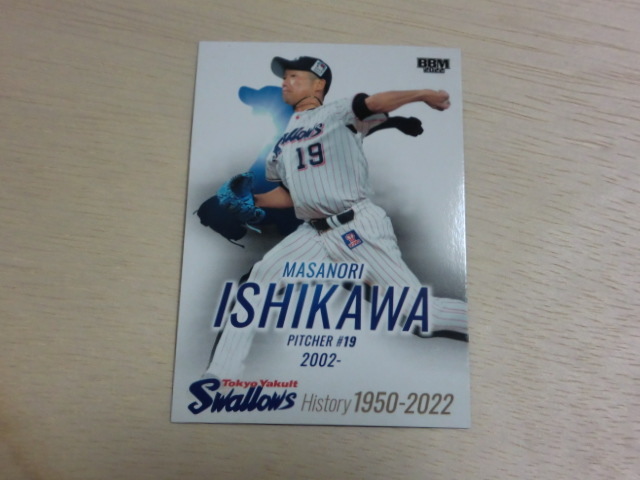 BBM
2022
Swallows
19
MASANORI
ISHIKAWA
PITCHER #19
2002-
Tokyo Yakult
Swallows History 1950-2022